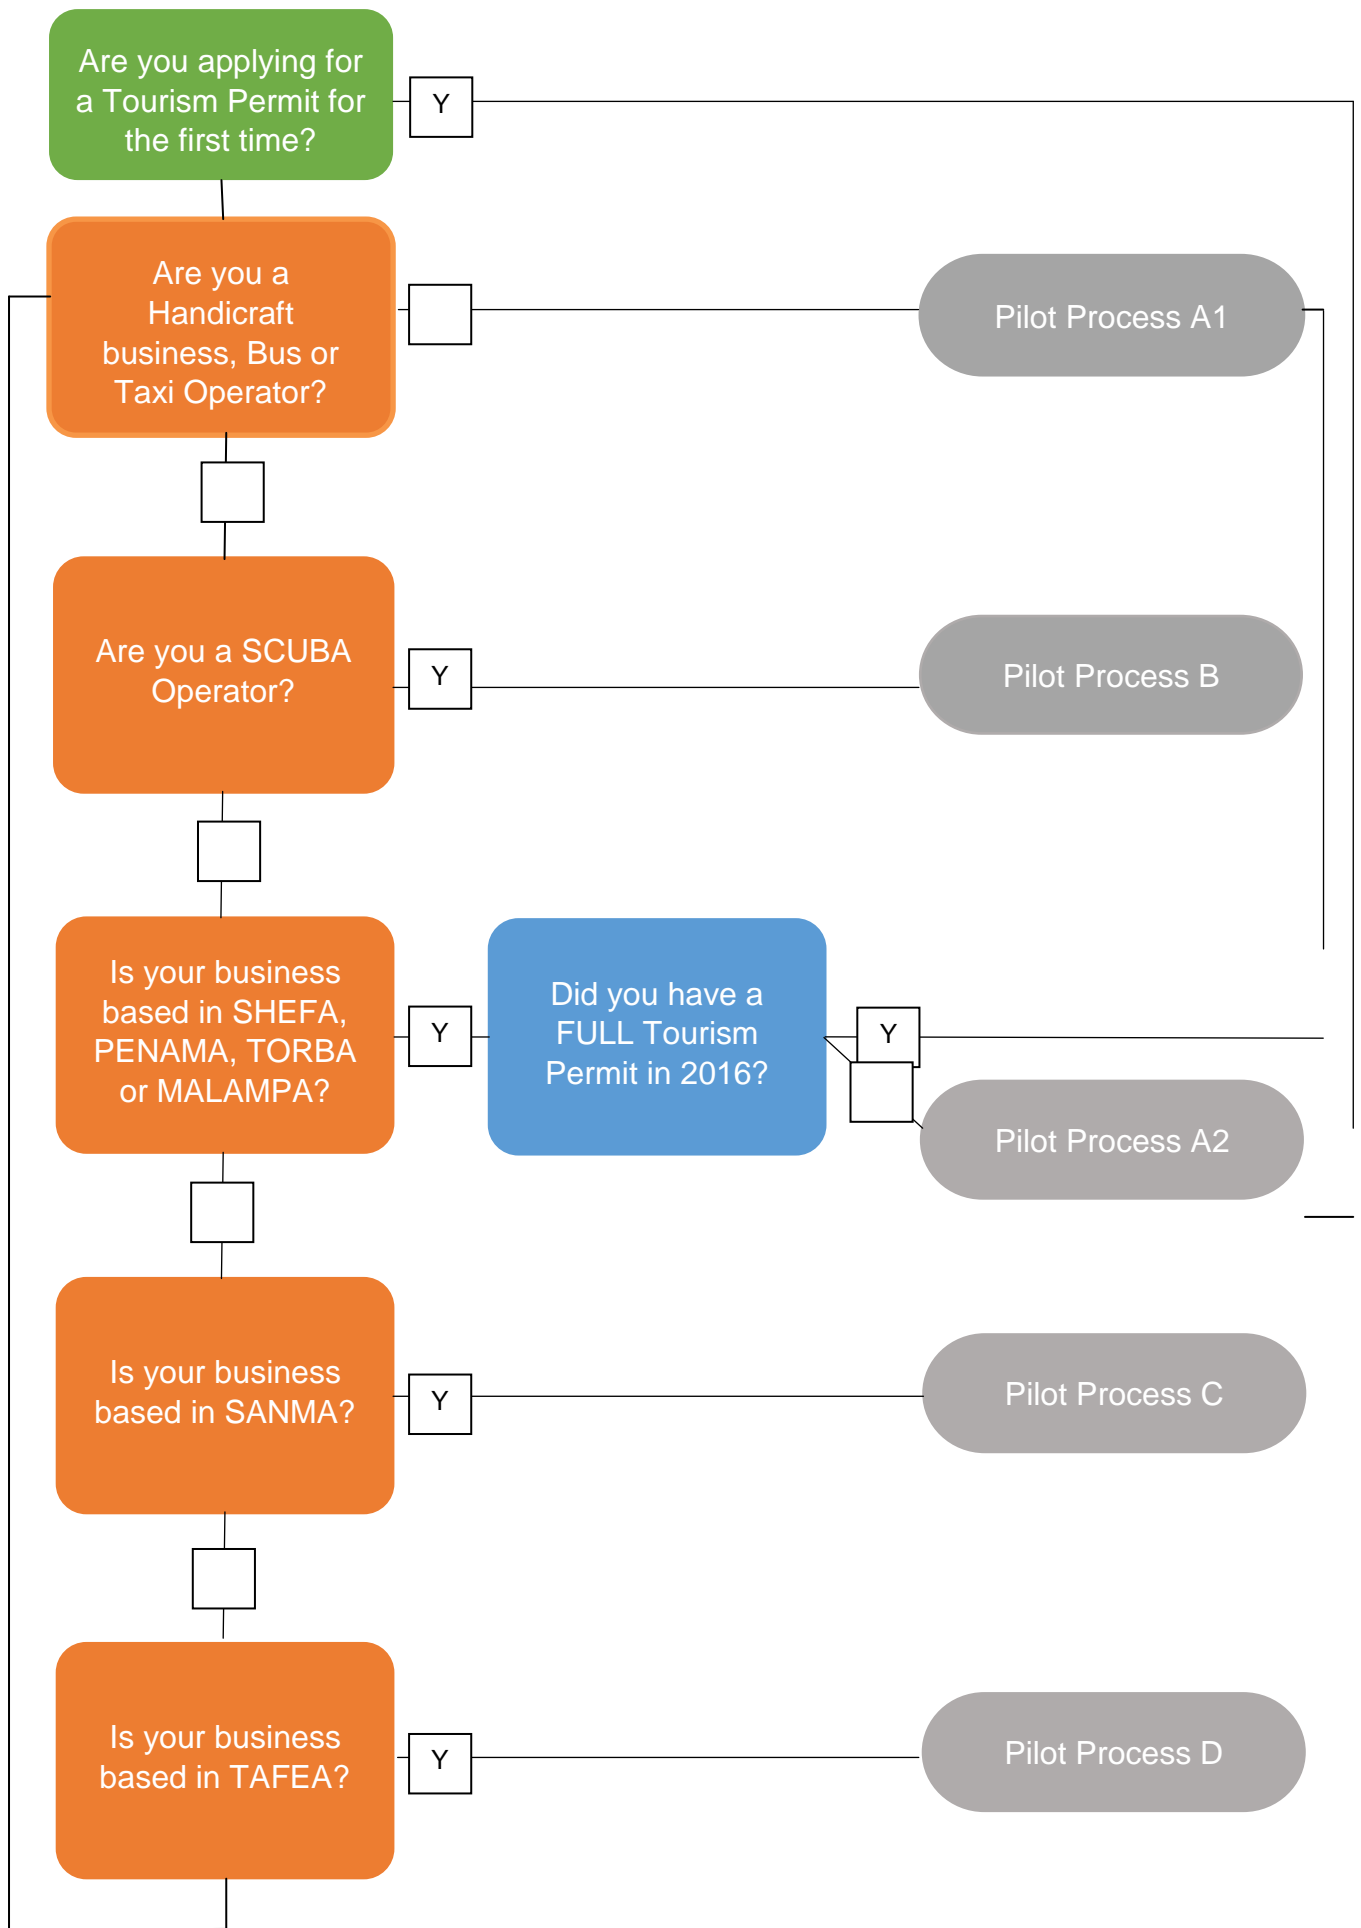 Are you applying for
a Tourism Permit for
the first time?
Y
Are you a
Handicraft
business, Bus or
Taxi Operator?
Pilot Process A1
Are you a SCUBA
Operator?
Y
Pilot Process B
Is your business
based in SHEFA,
PENAMA, TORBA
or MALAMPA?
Y
Did you have a
FULL Tourism
Permit in 2016?
Y
Pilot Process A2
Is your business
based in SANMA?
Y
Pilot Process C
Is your business
based in TAFEA?
Y
Pilot Process D